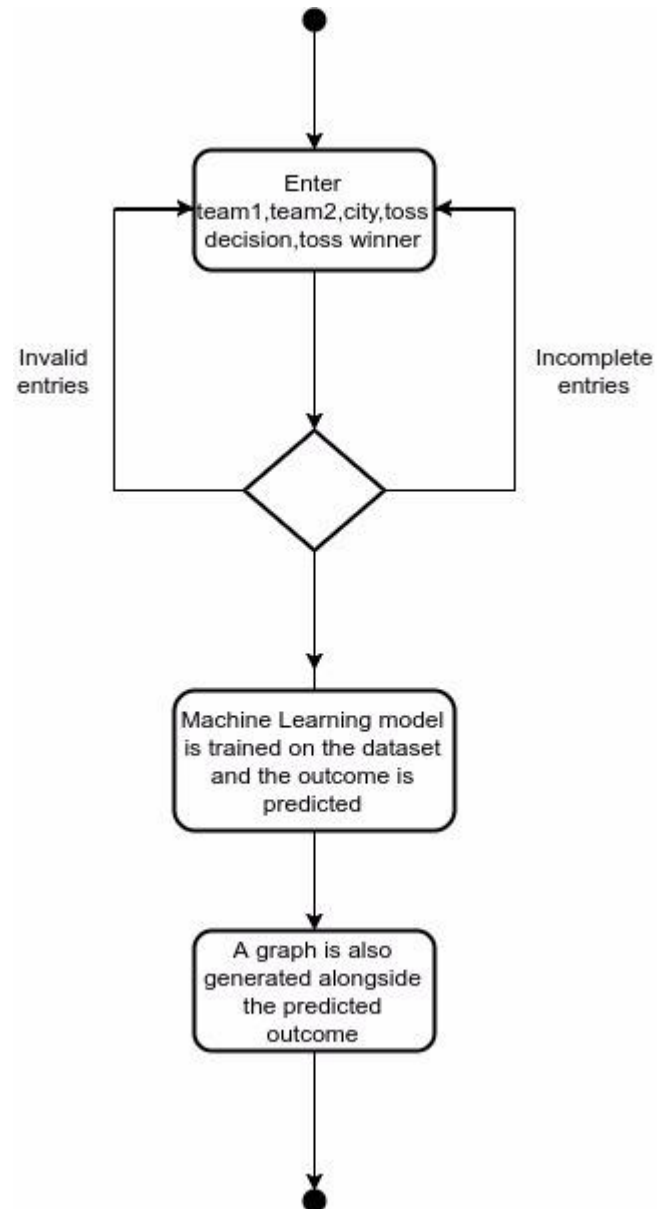 Enter
team1,team2,city,toss
decision,toss winner
Invalid
entries
Incomplete
entries
Machine Learning model
is trained on the dataset
and the outcome is
predicted
A graph is also
generated alongside
the predicted
outcome